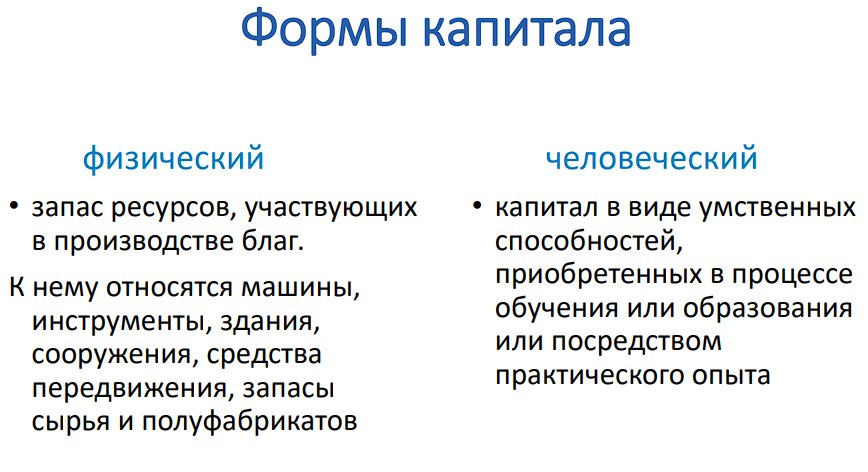 Формы капитала
физический
• запас ресурсов, участвующих
в производстве благ.
К нему относятся машины,
инструменты, здания,
сооружения, средства
передвижения, запасы
сырья и полуфабрикатов
человеческий
• капитал в виде умственных
способностей,
приобретенных в процессе
обучения или образования
или посредством
практического опыта